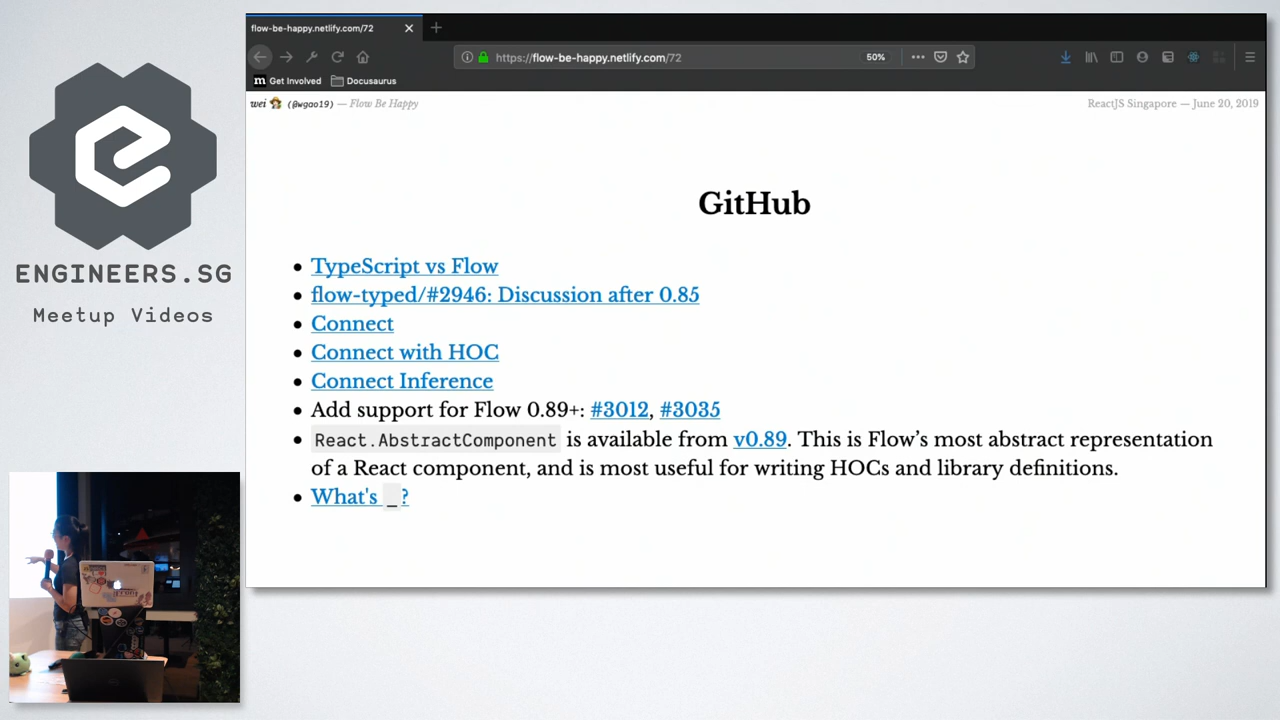 flow-be-happy.netlify.com/72
https://flow-be-happy.netlify.com/72
50%
m Get Involved
Docusaurus
wei (@wgao19) — Flow Be Happy
ReactJS Singapore — June 20, 2019
ENGINEERS.SG
Meetup Videos
GitHub
• TypeScript vs Flow
• flow-typed/#2946: Discussion after 0.85
• Connect
• Connect with HOC
• Connect Inference
• Add support for Flow 0.89+: #3012, #3035
• React.AbstractComponent is available from v0.89. This is Flow’s most abstract representation
of a React component, and is most useful for writing HOCs and library definitions.
• What's _?